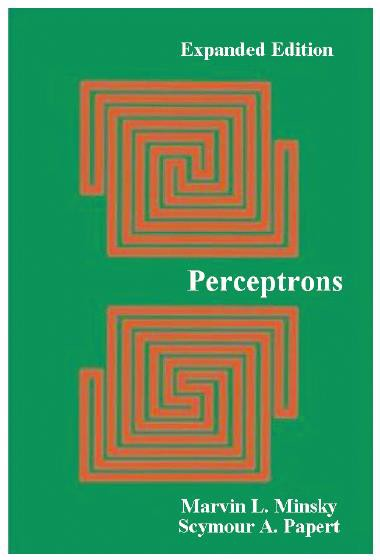 Expanded Edition
Perceptrons
Marvin L. Minsky
Seymour A. Papert